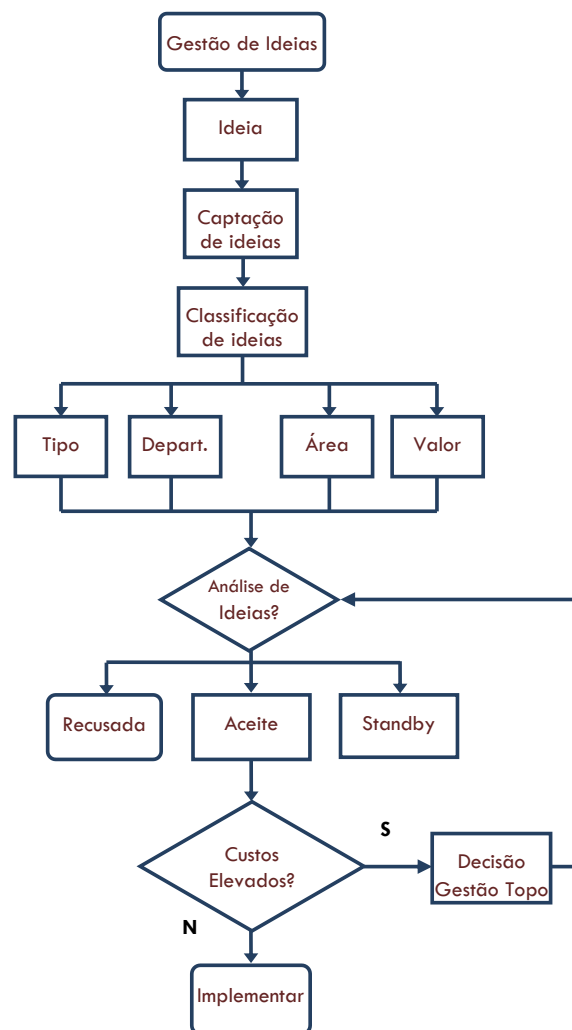 Gestão de Ideias
Ideia
Captação
de ideias
Classificação
de ideias
Tipo
Depart.
Área
Valor
Análise de
Ideias?
Recusada
Aceite
Standby
S
Custos
Elevados?
Decisão
Gestão Topo
N
Implementar